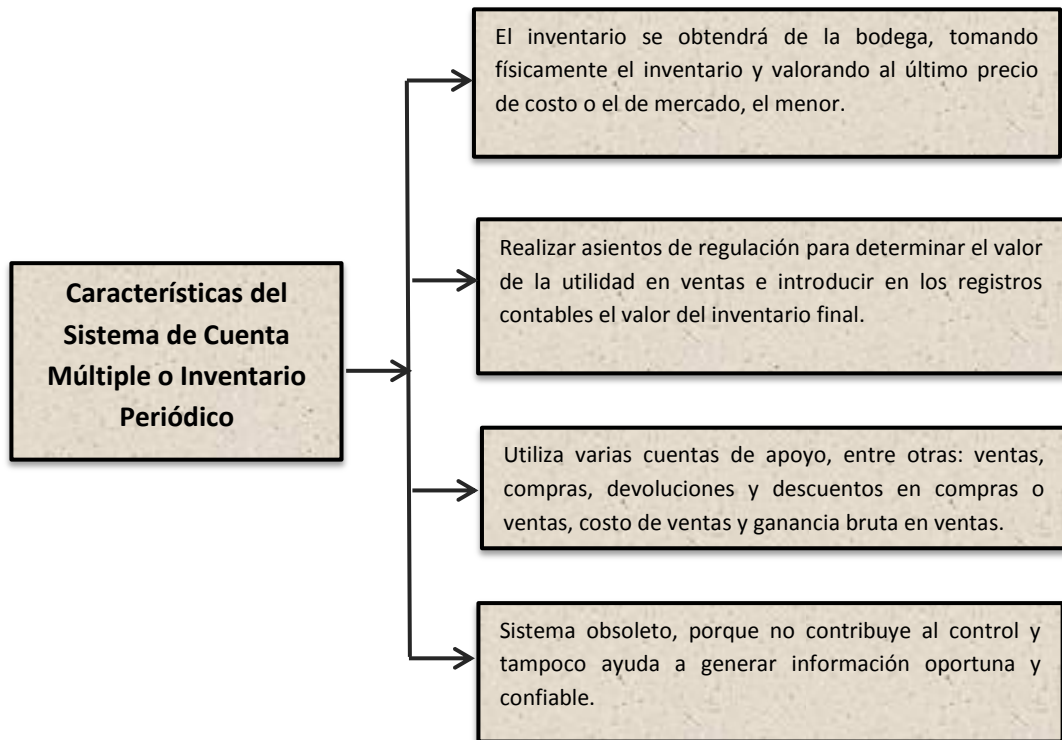 Característícas del
Sistema de Cuenta
Múltiple o Inventario
Periódico
El inventario se obtendrá de la bodega, tomando
físicamente el inventario y valorando al último precio
de costo o el de mercado, el menor.
Realizar asientos de regulación para determinar el valor
de la utilidad en ventas e introducir en los registros
contables el valor del inventario final.
Utiliza varias cuentas de apoyo, entre otras: ventas,
compras, devoluciones y descuentos en compras o
ventas, costo de ventas y ganancia bruta en ventas.
Sistema obsoleto, porque no contribuye al control y
tampoco ayuda a generar información oportuna y
confiable.